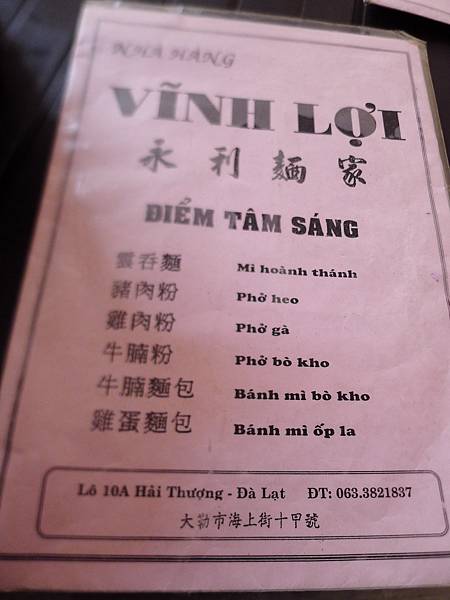 NHÀ HÀNG
VĨNH LỢI
永利麵家
ĐIỂM TÂM SÁNG
雲吞麵 Mì hoành thánh
豬肉粉 Phở heo
雞肉粉 Phở gà
牛腩粉 Phở bò kho
牛腩麵包 Bánh mì bò kho
雞蛋麵包 Bánh mì ốp la
Lô 10A Hải Thượng - Đà Lạt ĐT: 063.3821837
大勒市海上街十甲號